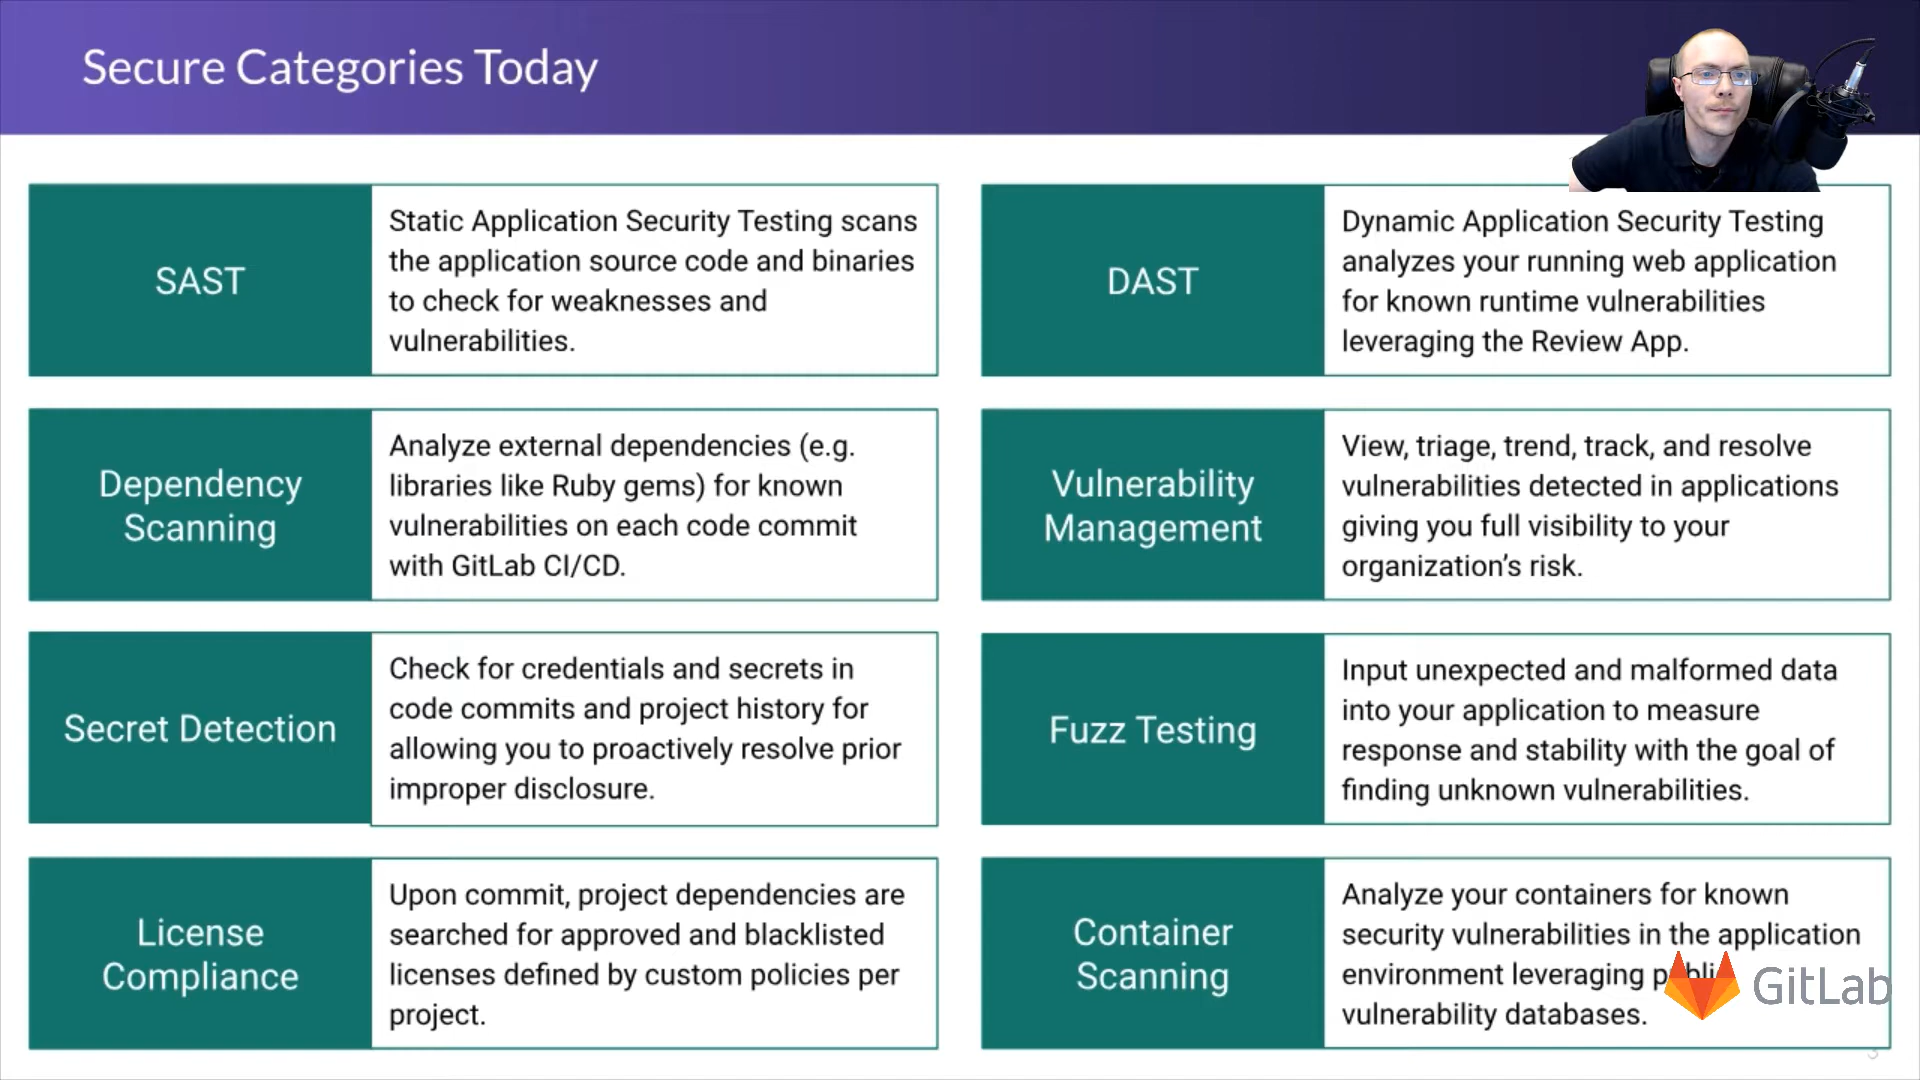 Secure Categories Today
SAST
Static Application Security Testing scans
the application source code and binaries
to check for weaknesses and
vulnerabilities.
DAST
Dynamic Application Security Testing
analyzes your running web application
for known runtime vulnerabilities
leveraging the Review App.
Dependency
Scanning
Analyze external dependencies (e.g.
libraries like Ruby gems) for known
vulnerabilities on each code commit
with GitLab CI/CD.
Vulnerability
Management
View, triage, trend, track, and resolve
vulnerabilities detected in applications
giving you full visibility to your
organization’s risk.
Secret Detection
Check for credentials and secrets in
code commits and project history for
allowing you to proactively resolve prior
improper disclosure.
Fuzz Testing
Input unexpected and malformed data
into your application to measure
response and stability with the goal of
finding unknown vulnerabilities.
License
Compliance
Upon commit, project dependencies are
searched for approved and blacklisted
licenses defined by custom policies per
project.
Container
Scanning
Analyze your containers for known
security vulnerabilities in the application
environment leveraging
vulnerability databases.
GitLab
3